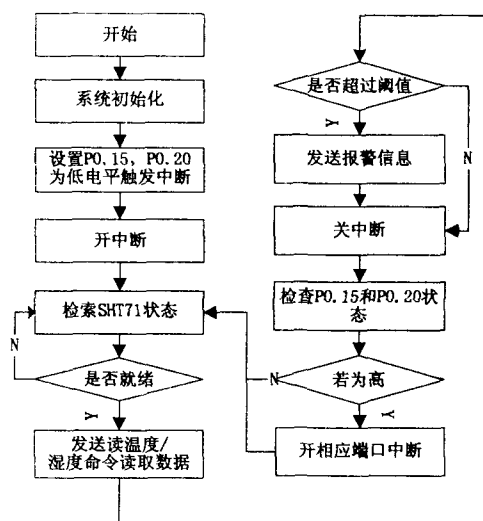 开始
系统初始化
设置P0.15, P0.20
为低电平触发中断
开中断
检索SHT71状态
N
是否就绪
Y
发送读温度/
湿度命令读取数据
是否超过阈值
Y
N
发送报警信息
关中断
检查P0.15和P0.20状
态
若为高
N
Y
开相应端口中断